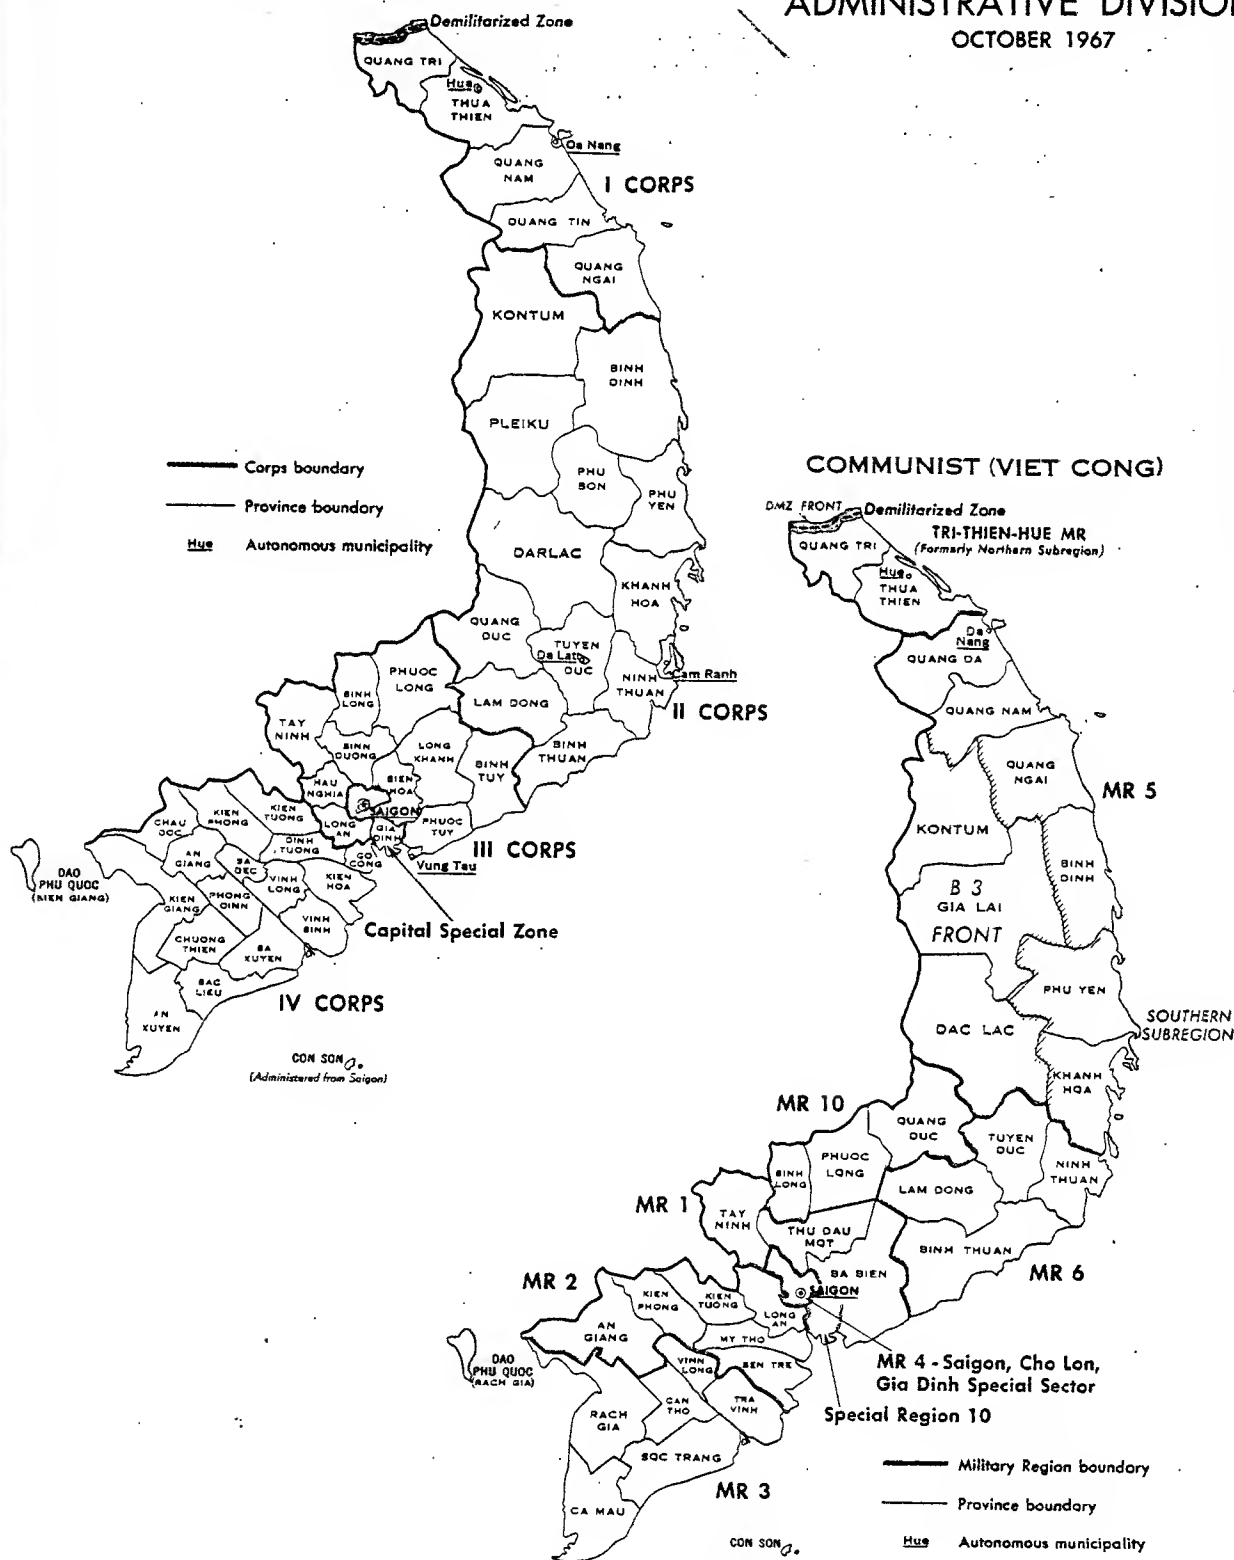 ADMINISTRATIVE DIVISION
OCTOBER 1967
Demilitarized Zone
QUANG TRI
Hue
THUA
THIEN
Da Nang
QUANG
NAM
I CORPS
QUANG TIN
QUANG
NGAI
KONTUM
BINH
DINH
PLEIKU
PHU
BON
PHU
YEN
DARLAC
KHANH
HOA
QUANG
DUC
TUYEN
DUC
Da Lat
Cam Ranh
NINH
THUAN
II CORPS
PHUOC
LONG
BINH
LONG
LAM DONG
TAY
NINH
BINH
DUONG
LONG
KHANH
BINH
TUY
BINH
THUAN
HAU
NGHIA
BIEN
HOA
SAIGON
LONG
AN
GIA
DINH
PHUOC
TUY
III CORPS
Vung Tau
KIEN
TUONG
KIEN
PHONG
CHAU
DOC
DINH
TUONG
GO
CONG
AN
GIANG
SA
DEC
VINH
LONG
KIEN
HOA
DAO
PHU QUOC
(KIEN GIANG)
KIEN
GIANG
PHONG
DINH
VINH
BINH
Capital Special Zone
CHUONG
THIEN
BA
XUYEN
BAC
LIEU
IV CORPS
AN
XUYEN
CON SON
(Administered from Saigon)
Corps boundary
Province boundary
Hue Autonomous municipality
COMMUNIST (VIET CONG)
DMZ FRONT
Demilitarized Zone
TRI-THIEN-HUE MR
(Formerly Northern Subregion)
QUANG TRI
Hue
THUA
THIEN
Da
Nang
QUANG DA
QUANG NAM
QUANG
NGAI
MR 5
KONTUM
BINH
DINH
B 3
GIA LAI
FRONT
PHU YEN
SOUTHERN
SUBREGION
DAC LAC
KHANH
HOA
MR 10
QUANG
DUC
TUYEN
DUC
PHUOC
LONG
BINH
LONG
NINH
THUAN
LAM DONG
MR 1
TAY
NINH
THU DAU
MOT
BINH THUAN
MR 6
BA BIEN
SAIGON
MR 2
KIEN
PHONG
KIEN
TUONG
LONG
AN
AN
GIANG
MY THO
VINH
LONG
BEN TRE
MR 4 - Saigon, Cho Lon,
Gia Dinh Special Sector
Special Region 10
DAO
PHU QUOC
(RACH GIA)
RACH
GIA
CAN
THO
TRA
VINH
SOC TRANG
MR 3
CA MAU
CON SON
Military Region boundary
Province boundary
Hue Autonomous municipality